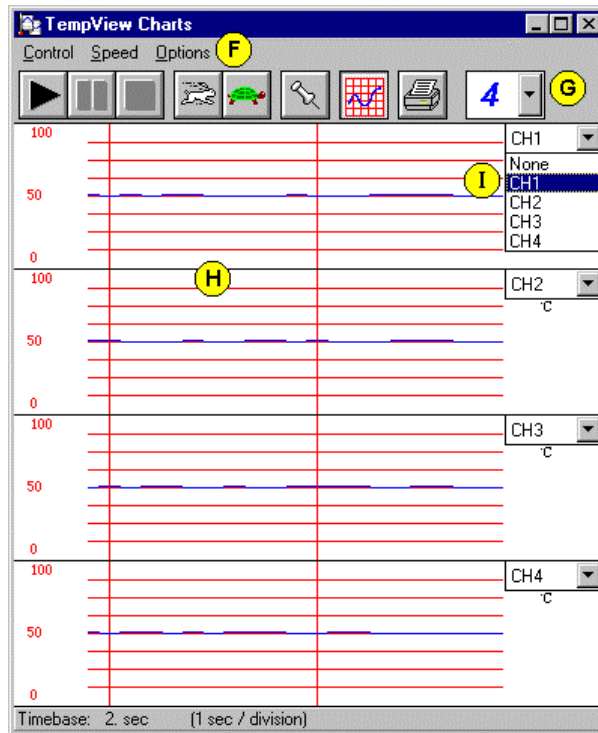 TempView Charts
Control Speed Options F
4 G
100 CH1
None
I CH1
50 CH2
CH3
CH4
0
H
CH2
°C
50
0
100 CH3
°C
50
0
100 CH4
°C
50
0
Timebase: 2. sec (1 sec / division)